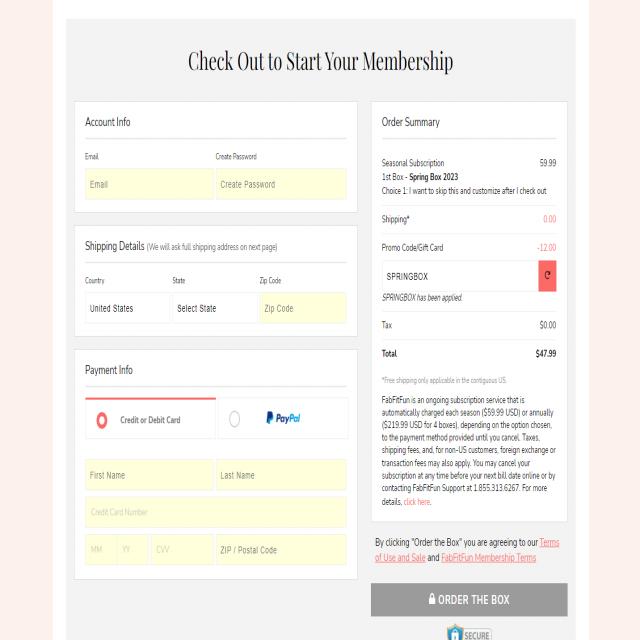 Check Out to Start Your Membership
Account Info
Email
Create Password
Email
Create Password
Shipping Details (We will ask full shipping address on next page)
Country
State
Zip Code
United States
Select State
Zip Code
Payment Info
Credit or Debit Card
PayPal
First Name
Last Name
Credit Card Number
MM
YY
CVV
ZIP / Postal Code
Order Summary
Seasonal Subscription 59.99
1st Box - Spring Box 2023
Choice 1: I want to skip this and customize after I check out
Shipping* 0.00
Promo Code/Gift Card -12.00
SPRINGBOX
SPRINGBOX has been applied.
Tax $0.00
Total $47.99
*Free shipping only applicable in the contiguous US.
FabFitFun is an ongoing subscription service that is
automatically charged each season ($59.99 USD) or annually
($219.99 USD for 4 boxes), depending on the option chosen,
to the payment method provided until you cancel. Taxes,
shipping fees, and, for non-US customers, foreign exchange or
transaction fees may also apply. You may cancel your
subscription at any time before your next bill date online or by
contacting FabFitFun Support at 1.855.313.6267. For more
details, click here.
By clicking "Order the Box" you are agreeing to our Terms
of Use and Sale and FabFitFun Membership Terms
ORDER THE BOX
SECURE